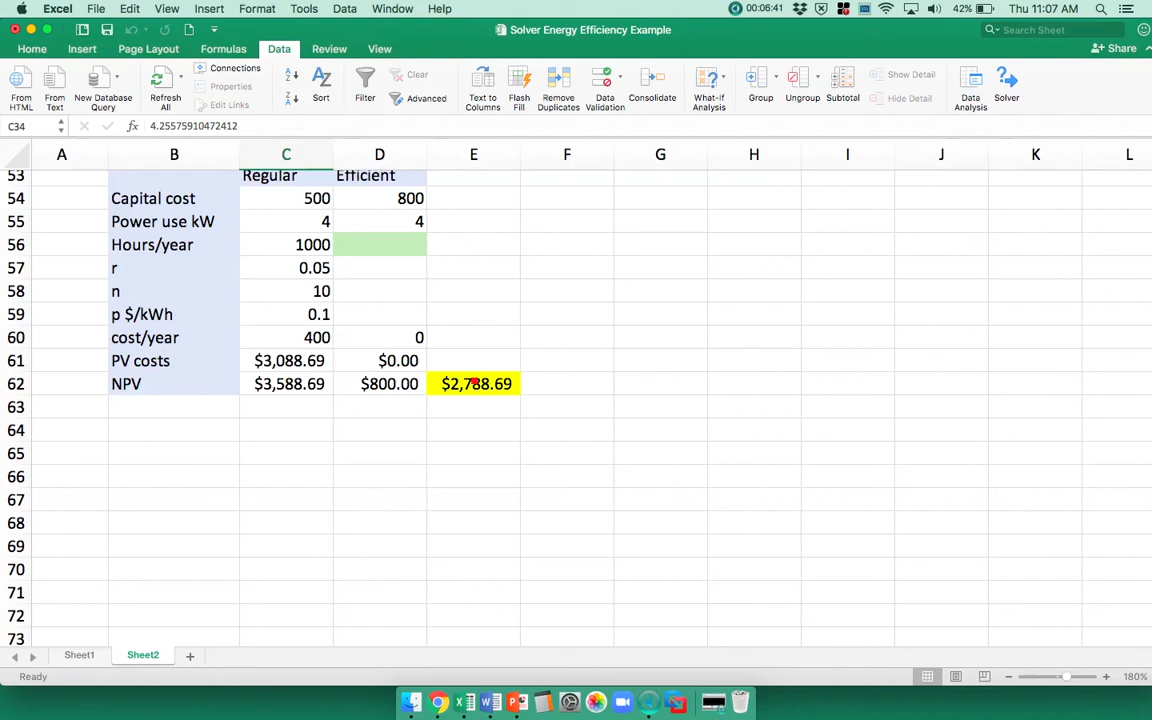 Excel File Edit View Insert Format Tools Data Window Help 00:06:41 42% Thu 11:07 AM
Solver Energy Efficiency Example Search Sheet
Home Insert Page Layout Formulas Data Review View Share
From HTML From Text New Database Query Refresh All Connections Properties Edit Links Sort Filter Clear Advanced Text to Columns Flash Fill Remove Duplicates Data Validation Consolidate What-If Analysis Group Ungroup Subtotal Show Detail Hide Detail Data Analysis Solver
C34 fx 4.25575910472412
A B C D E F G H I J K L
53 Regular Efficient
54 Capital cost 500 800
55 Power use kW 4 4
56 Hours/year 1000
57 r 0.05
58 n 10
59 p $/kWh 0.1
60 cost/year 400 0
61 PV costs $3,088.69 $0.00
62 NPV $3,588.69 $800.00 $2,788.69
63
64
65
66
67
68
69
70
71
72
73
Sheet1 Sheet2
Ready 180%